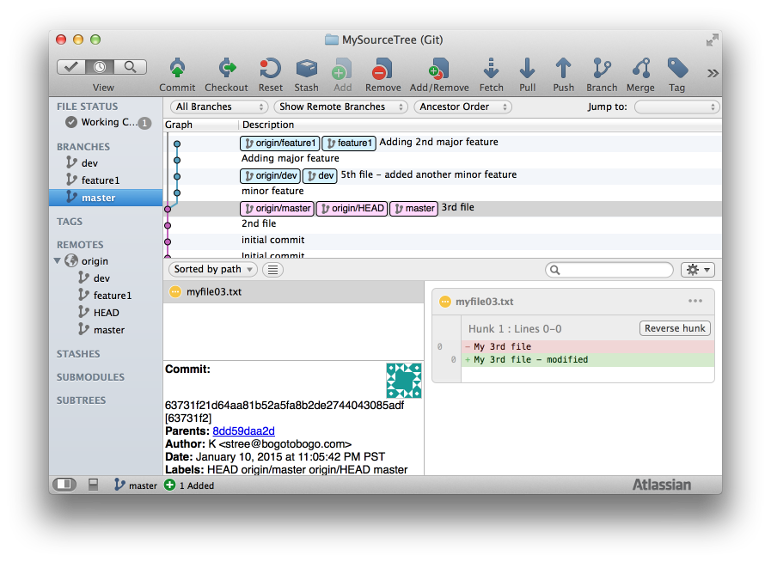 MySourceTree (Git)
View Commit Checkout Reset Stash Add Remove Add/Remove Fetch Pull Push Branch Merge Tag
FILE STATUS
Working C... 1
BRANCHES
dev
feature1
master
TAGS
REMOTES
origin
dev
feature1
HEAD
master
STASHES
SUBMODULES
SUBTREES
All Branches Show Remote Branches Ancestor Order Jump to:
Graph Description
origin/feature1 feature1 Adding 2nd major feature
Adding major feature
origin/dev dev 5th file - added another minor feature
minor feature
origin/master origin/HEAD master 3rd file
2nd file
initial commit
Initial commit
Sorted by path
myfile03.txt
Commit:
63731f21d64aa81b52a5fa8b2de2744043085adf
[63731f2]
Parents: 8dd59daa2d
Author: K <stree@bogotobogo.com>
Date: January 10, 2015 at 11:05:42 PM PST
Labels: HEAD origin/master origin/HEAD master
myfile03.txt
Hunk 1 : Lines 0-0 Reverse hunk
0 - My 3rd file
0 + My 3rd file - modified
master 1 Added Atlassian